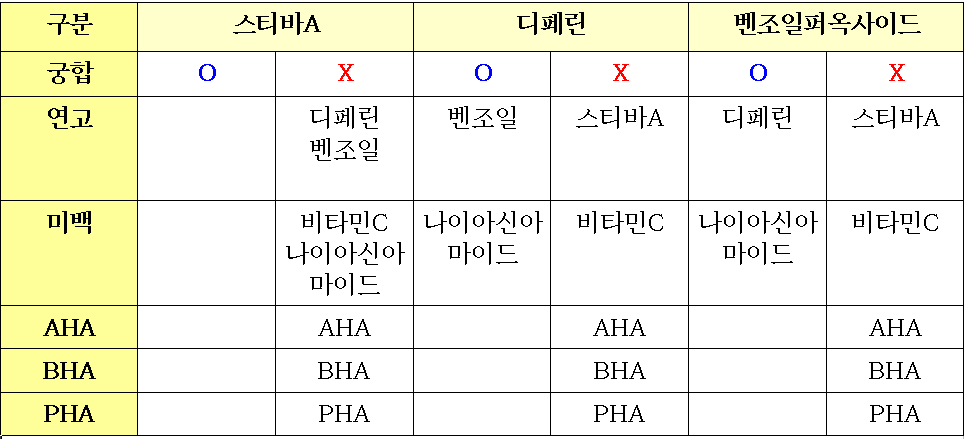 구분 스티바A 디페린 벤조일퍼옥사이드
궁합 O X O X O X
연고 디페린 벤조일 스티바A 디페린 스티바A
벤조일
미백 비타민C 나이아신아 비타민C 나이아신아 비타민C
나이아신아 마이드 마이드
마이드
AHA AHA AHA AHA
BHA BHA BHA BHA
PHA PHA PHA PHA